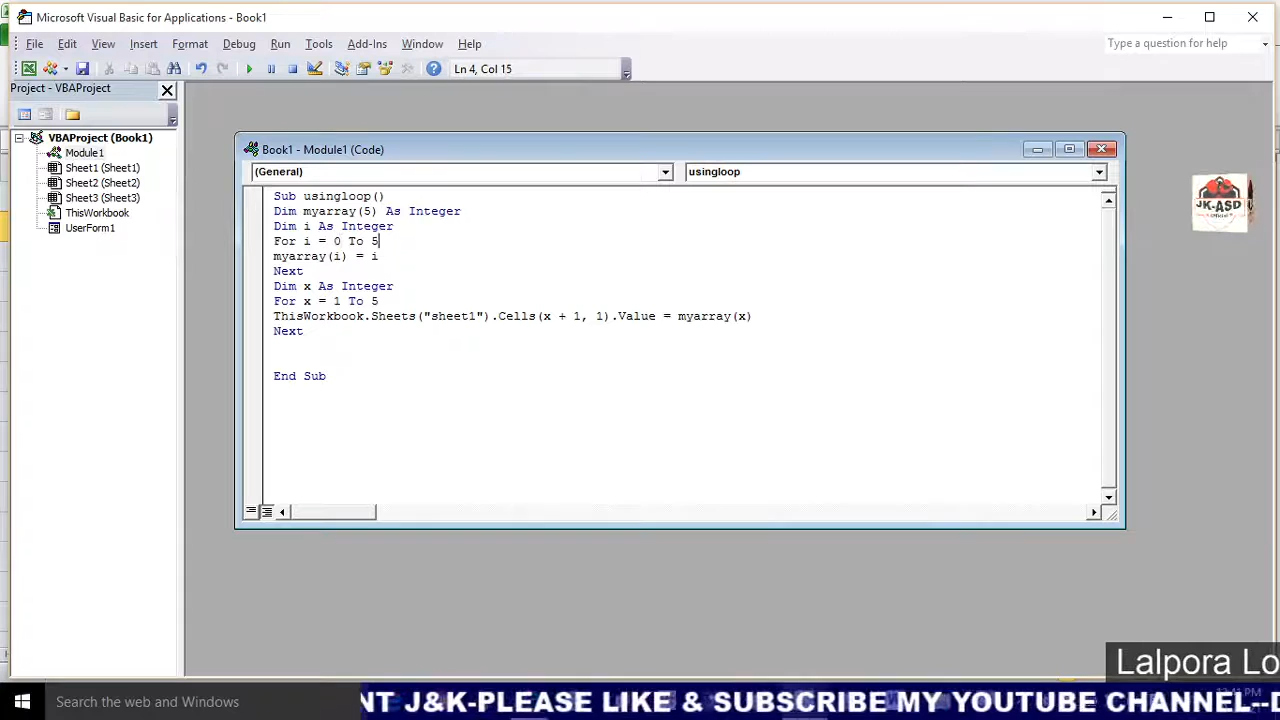 Microsoft Visual Basic for Applications - Book1
File Edit View Insert Format Debug Run Tools Add-Ins Window Help
Type a question for help
Ln 4, Col 15
Project - VBAProject
VBAProject (Book1)
Module1
Sheet1 (Sheet1)
Sheet2 (Sheet2)
Sheet3 (Sheet3)
ThisWorkbook
UserForm1
Book1 - Module1 (Code)
(General)
usingloop
Sub usingloop()
Dim myarray(5) As Integer
Dim i As Integer
For i = 0 To 5
myarray(i) = i
Next
Dim x As Integer
For x = 1 To 5
ThisWorkbook.Sheets("sheet1").Cells(x + 1, 1).Value = myarray(x)
Next
End Sub
JK-ASD
Lalpora Lo
Search the web and Windows
NT J&K-PLEASE LIKE & SUBSCRIBE MY YOUTUBE CHANNEL--D